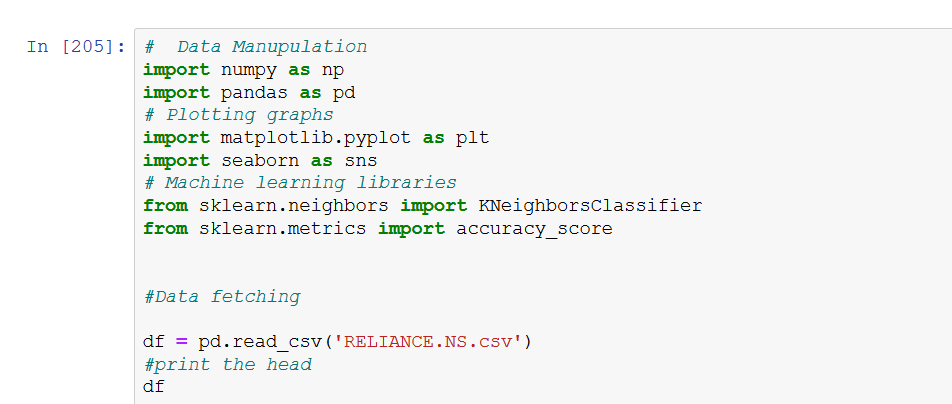 In [205]: #  Data Manupulation
import numpy as np
import pandas as pd
# Plotting graphs
import matplotlib.pyplot as plt
import seaborn as sns
# Machine learning libraries
from sklearn.neighbors import KNeighborsClassifier
from sklearn.metrics import accuracy_score
#Data fetching
df = pd.read_csv('RELIANCE.NS.csv')
#print the head
df